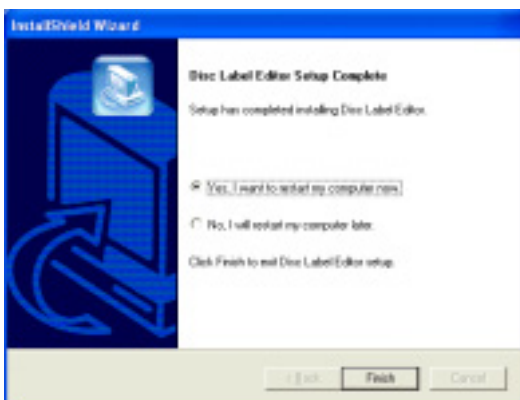 InstallShield Wizard
Disc Label Editor Setup Complete
Setup has completed installing Disc Label Editor.
Yes, I want to restart my computer now.
No, I will restart my computer later.
Click Finish to exit Disc Label Editor setup.
< Back
Finish
Cancel